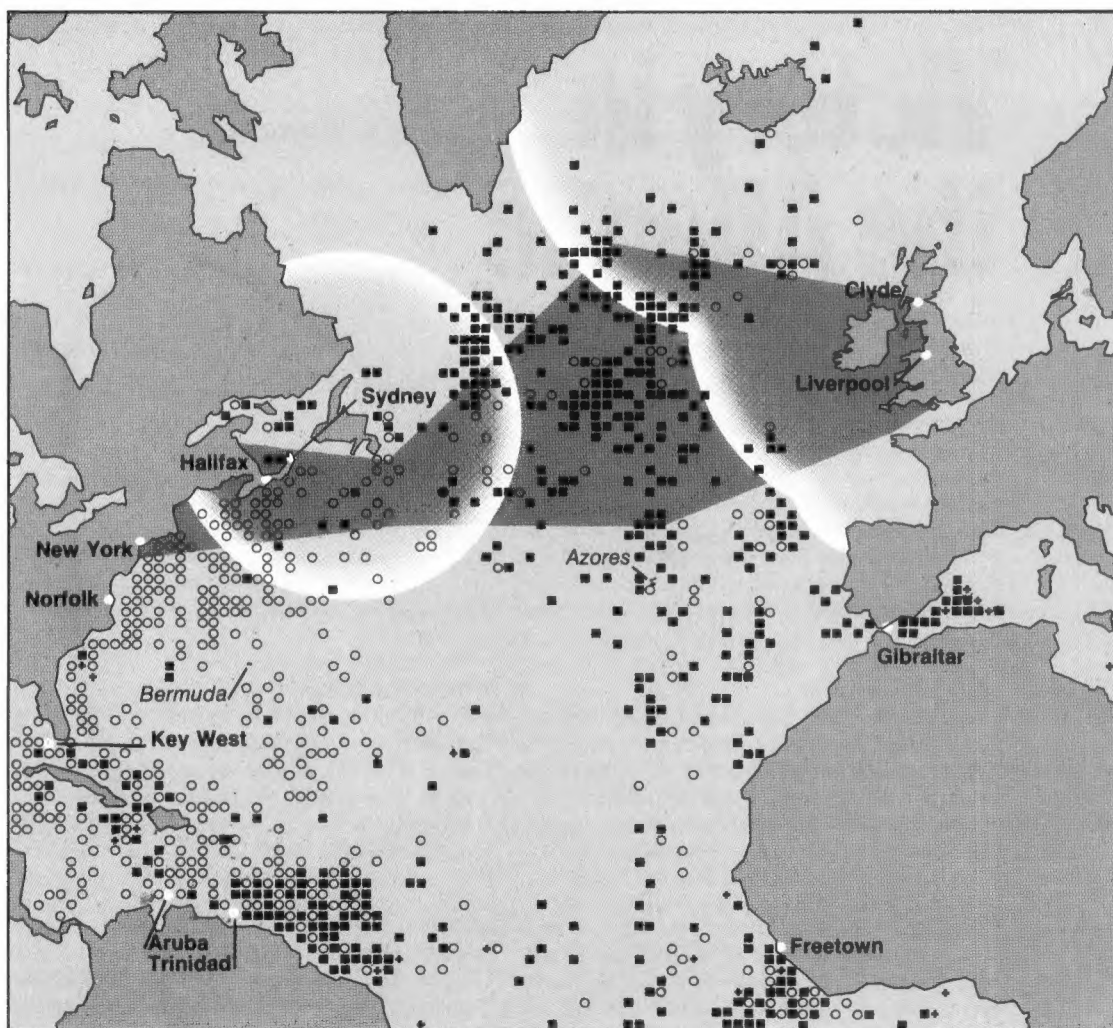 Clyde
Liverpool
Sydney
Halifax
New York
Azores
Norfolk
Gibraltar
Bermuda
Key West
Aruba
Trinidad
Freetown